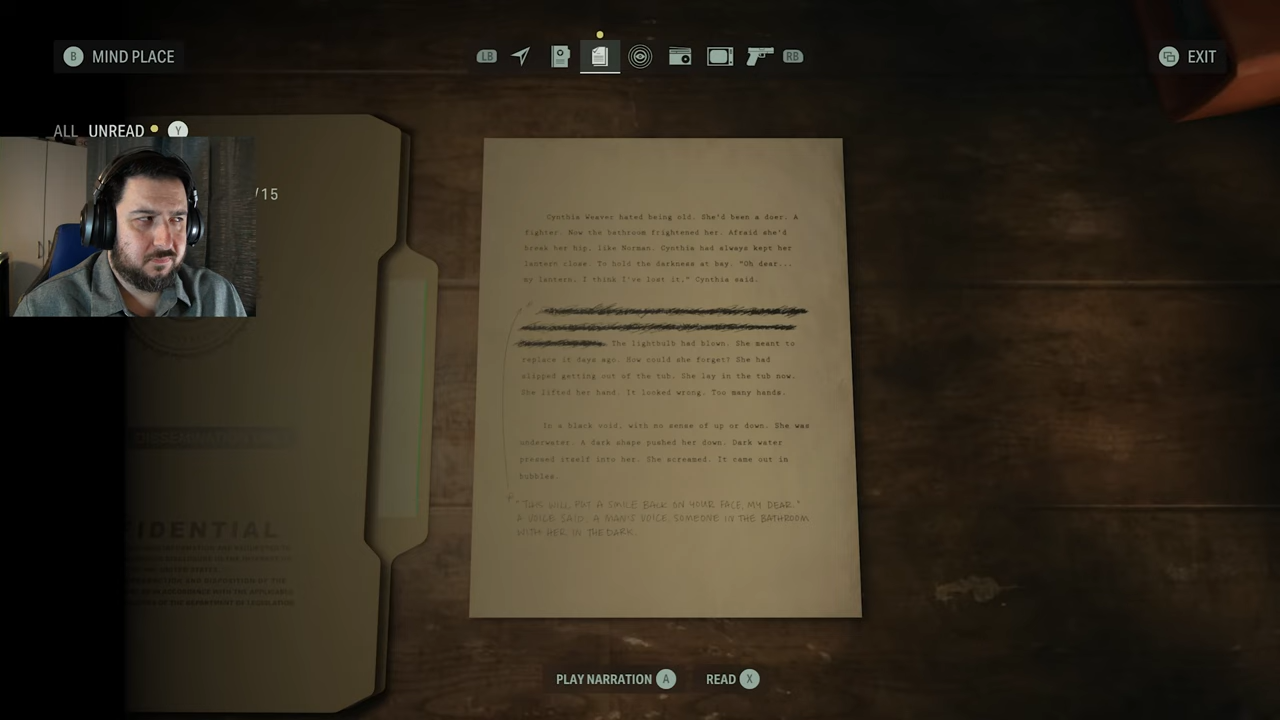 B MIND PLACE
LB
RB
EXIT
ALL UNREAD Y
/15
Cynthia Weaver hated being old. She'd been a doer. A
fighter. Now the bathroom frightened her. Afraid she'd
break her hip, like Norman. Cynthia had always kept her
lantern close. To hold the darkness at bay. "Oh dear...
my lantern, I think I've lost it," Cynthia said.
The lightbulb had blown. She meant to
replace it days ago. How could she forget? She had
slipped getting out of the tub. She lay in the tub now.
She lifted her hand. It looked wrong. Too many hands.
In a black void, with no sense of up or down. She was
underwater. A dark shape pushed her down. Dark water
pressed itself into her. She screamed. It came out in
bubbles.
"THIS WILL PUT A SMILE BACK ON YOUR FACE, MY DEAR."
A VOICE SAID, A MAN'S VOICE, SOMEONE IN THE BATHROOM
WITH HER, IN THE DARK.
IDENTIAL
PLAY NARRATION A
READ X